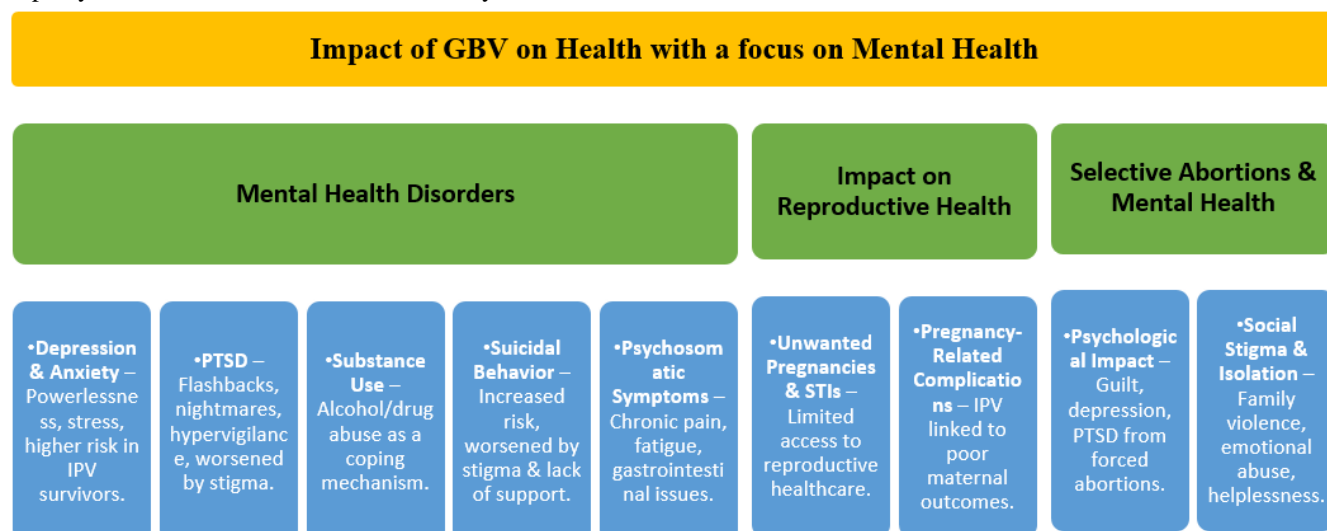 Impact of GBV on Health with a focus on Mental Health
Mental Health Disorders
Impact on
Reproductive Health
Selective Abortions &
Mental Health
•Depression
& Anxiety –
Powerlessne
ss, stress,
higher risk in
IPV
survivors.
•PTSD –
Flashbacks,
nightmares,
hypervigilanc
e, worsened
by stigma.
•Substance
Use –
Alcohol/drug
abuse as a
coping
mechanism.
•Suicidal
Behavior –
Increased
risk,
worsened by
stigma & lack
of support.
•Psychosom
atic
Symptoms –
Chronic pain,
fatigue,
gastrointesti
nal issues.
•Unwanted
Pregnancies
& STIs –
Limited
access to
reproductive
healthcare.
•Pregnancy-
Related
Complicatio
ns – IPV
linked to
poor
maternal
outcomes.
•Psychologic
al Impact –
Guilt,
depression,
PTSD from
forced
abortions.
•Social
Stigma &
Isolation –
Family
violence,
emotional
abuse,
helplessness.